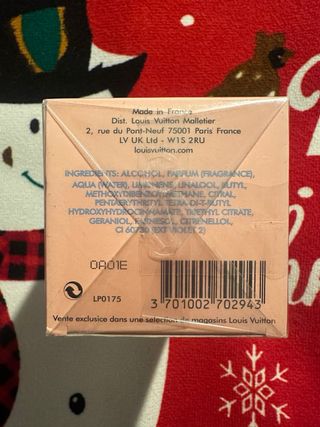 Made in France
Dist. Louis Vuitton Malletier
2, rue du Pont-Neuf 75001 Paris France
LV UK Ltd - W1S 2RU
louisvuitton.com
INGREDIENTS: ALCOHOL, PARFUM (FRAGRANCE),
AQUA (WATER), LIMONENE, LINALOOL, BUTYL
METHOXYDIBENZOYLMETHANE, CITRAL,
PENTAERYTHRITYL TETRA DI-T-BUTYL
HYDROXYHYDROCINNAMATE, TRIETHYL CITRATE,
GERANIOL, FARNESOL, CITRONELLOL,
CI 60730 (EXT. VIOLET 2)
0A01E
LP0175
3 701002 702943
Vente exclusive dans une sélection de magasins Louis Vuitton